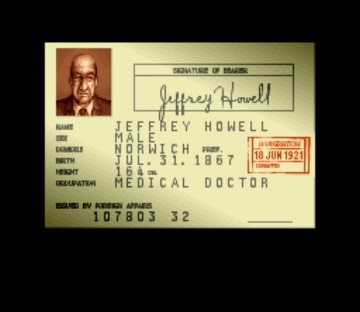 SIGNATURE OF BEARER
Jeffrey Howell
NAME JEFFREY HOWELL
SEX MALE
DOMICILE NORWICH PREF.
BIRTH JUL. 31. 1867
HEIGHT 164 cm
OCCUPATION MEDICAL DOCTOR
IMMIGRATION
18 JUN 1921
ISSUED BY FOREIGN AFFAIRS
107803 32